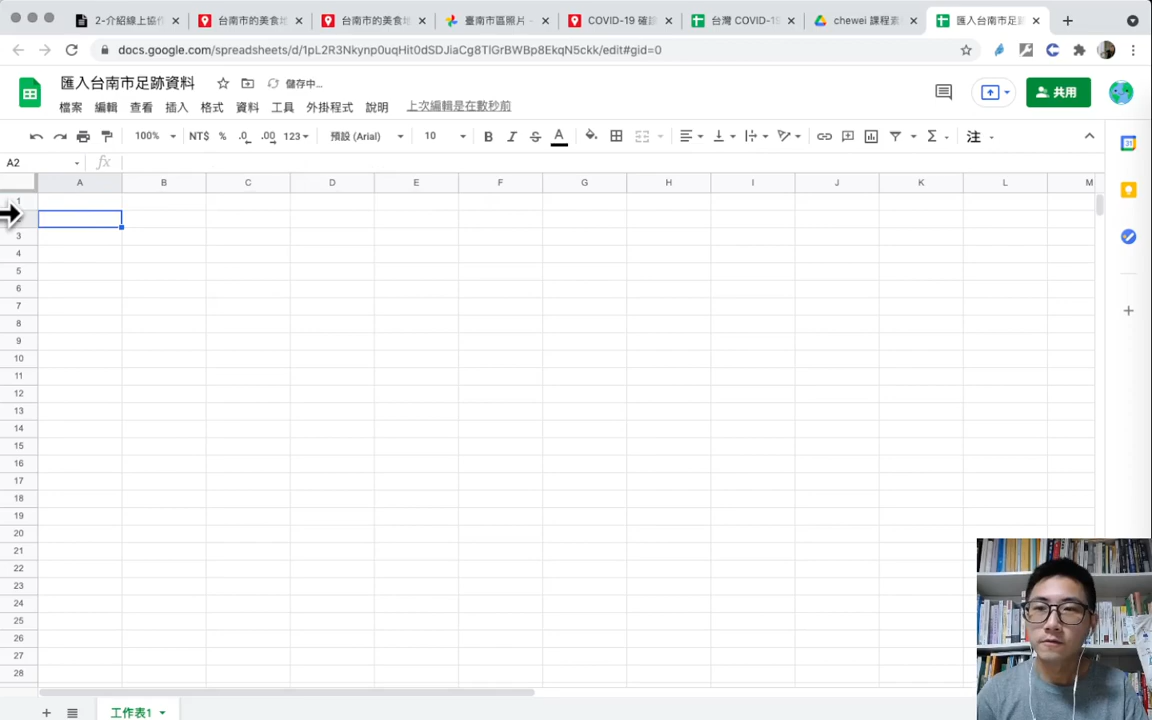 2-介紹線上協作
台南市的美食地
台南市的美食地
臺南市區照片 -
COVID-19 確診
台灣 COVID-19
chewei 課程素
匯入台南市足跡
docs.google.com/spreadsheets/d/1pL2R3Nkynp0uqHit0dSDJiaCg8TlGrBWBp8EkqN5ckk/edit#gid=0
匯入台南市足跡資料
儲存中...
共用
檔案 編輯 查看 插入 格式 資料 工具 外掛程式 說明 上次編輯是在數秒前
100% NT$ % .0 .00 123 預設 (Arial) 10 B I S A Σ 注
A2 fx
A B C D E F G H I J K L M
1
3
4
5
6
7
8
9
10
11
12
13
14
15
16
17
18
19
20
21
22
23
24
25
26
27
28
工作表1